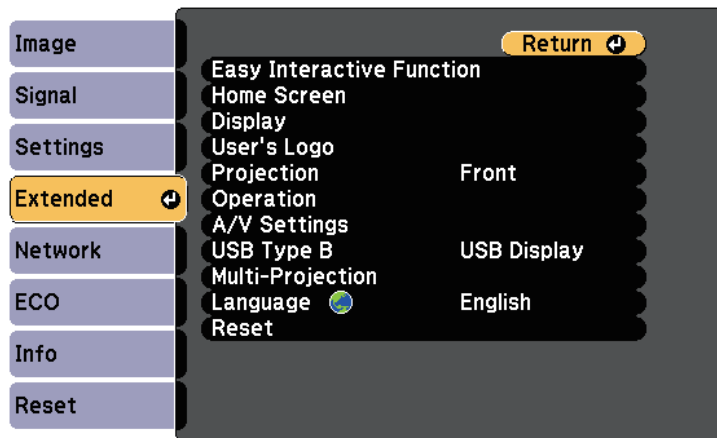 Image
Signal
Settings
Extended
Network
ECO
Info
Reset
Return
Easy Interactive Function
Home Screen
Display
User's Logo
Projection Front
Operation
A/V Settings
USB Type B USB Display
Multi-Projection
Language English
Reset